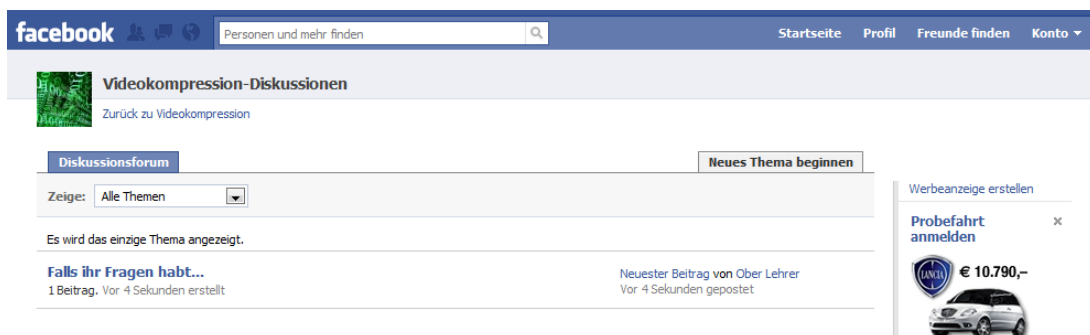 facebook Personen und mehr finden Startseite Profil Freunde finden Konto
Videokompression-Diskussionen
Zurück zu Videokompression
Diskussionsforum Neues Thema beginnen
Zeige: Alle Themen
Es wird das einzige Thema angezeigt.
Falls ihr Fragen habt... Neuester Beitrag von Ober Lehrer
1 Beitrag. Vor 4 Sekunden erstellt Vor 4 Sekunden gepostet
Werbeanzeige erstellen
Probefahrt
anmelden
LANCIA € 10.790,–